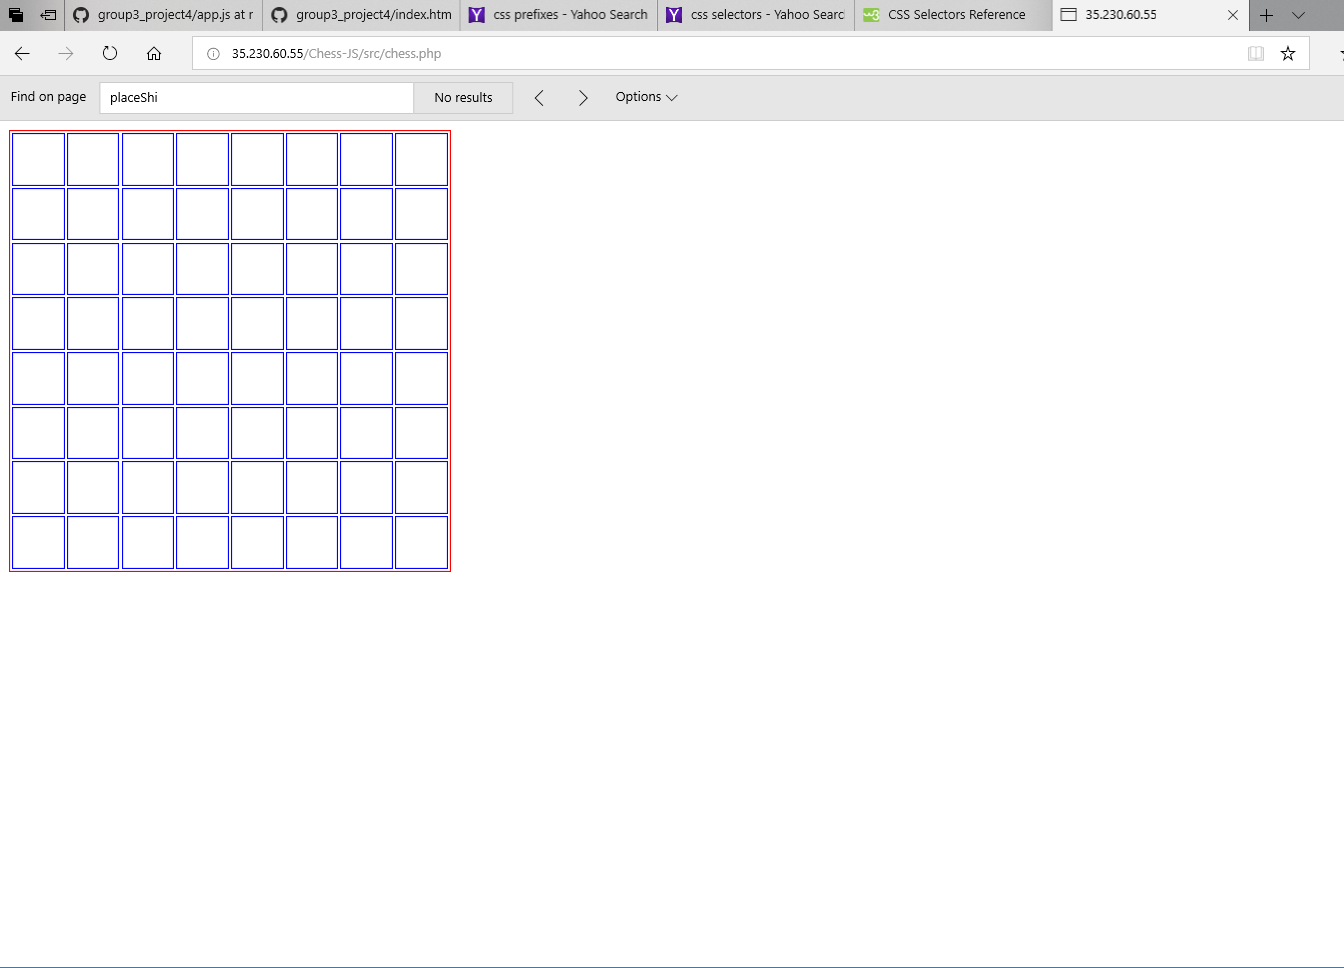 group3_project4/app.js at r
group3_project4/index.htm
css prefixes - Yahoo Search
css selectors - Yahoo Searc
CSS Selectors Reference
35.230.60.55
35.230.60.55/Chess-JS/src/chess.php
Find on page
placeShi
No results
Options